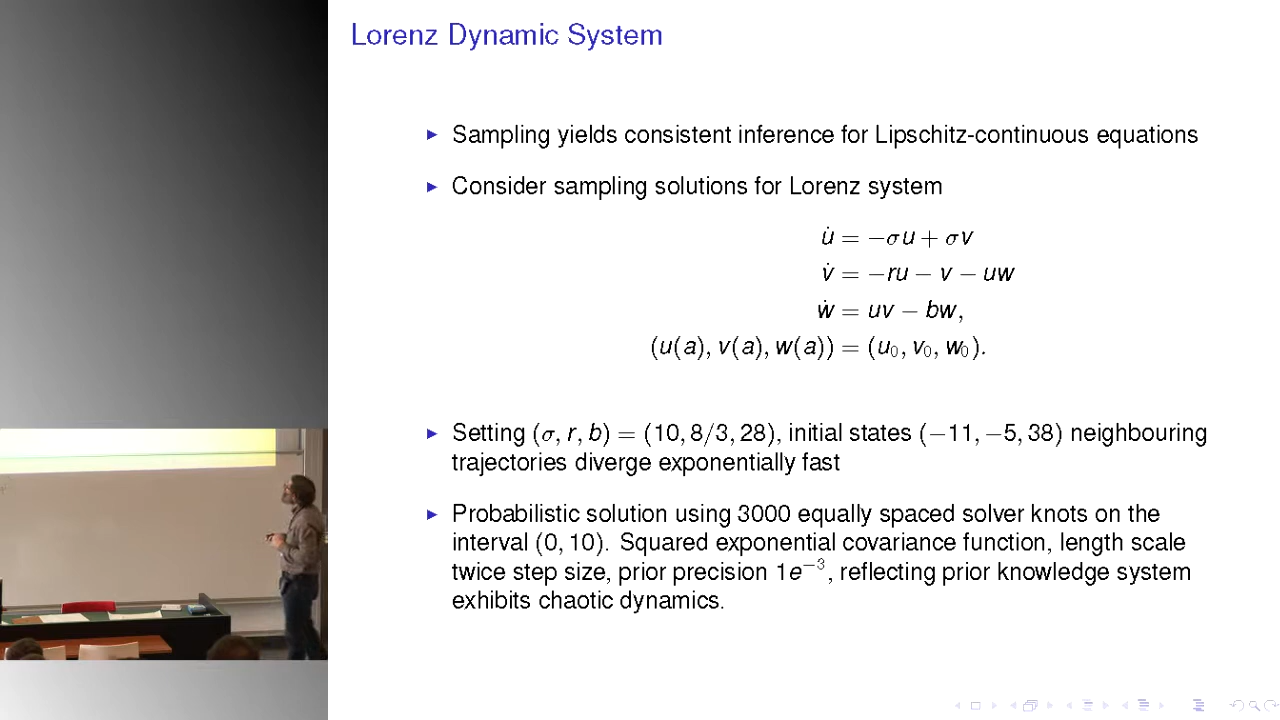 Lorenz Dynamic System
Sampling yields consistent inference for Lipschitz-continuous equations
Consider sampling solutions for Lorenz system
u̇ = −σu + σv
v̇ = −ru − v − uw
ẇ = uv − bw,
(u(a), v(a), w(a)) = (u₀, v₀, w₀).
Setting (σ, r, b) = (10, 8/3, 28), initial states (−11, −5, 38) neighbouring
trajectories diverge exponentially fast
Probabilistic solution using 3000 equally spaced solver knots on the
interval (0, 10). Squared exponential covariance function, length scale
twice step size, prior precision 1e⁻³, reflecting prior knowledge system
exhibits chaotic dynamics.